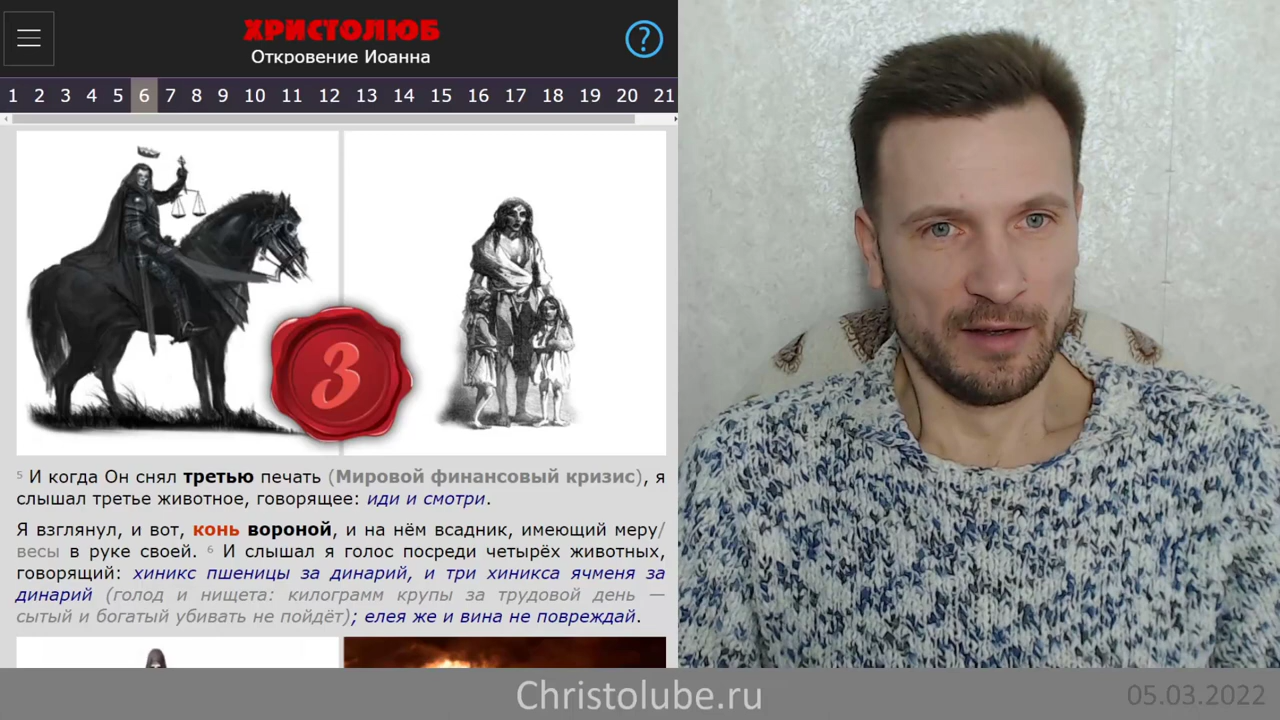 ХРИСТОЛЮБ
Откровение Иоанна
?
1 2 3 4 5 6 7 8 9 10 11 12 13 14 15 16 17 18 19 20 21
3
5 И когда Он снял третью печать (Мировой финансовый кризис), я
слышал третье животное, говорящее: иди и смотри.
Я взглянул, и вот, конь вороной, и на нём всадник, имеющий меру/
весы в руке своей. 6 И слышал я голос посреди четырёх животных,
говорящий: хиникс пшеницы за динарий, и три хиникса ячменя за
динарий (голод и нищета: килограмм крупы за трудовой день —
сытый и богатый убивать не пойдёт); елея же и вина не повреждай.
Christolube.ru
05.03.2022